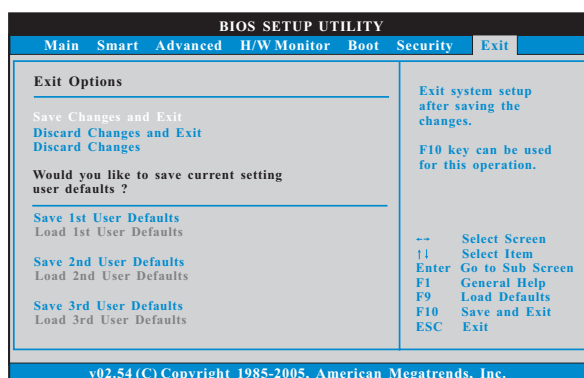 BIOS SETUP UTILITY
Main Smart Advanced H/W Monitor Boot Security Exit
Exit Options
Save Changes and Exit
Discard Changes and Exit
Discard Changes
Would you like to save current setting
user defaults ?
Save 1st User Defaults
Load 1st User Defaults
Save 2nd User Defaults
Load 2nd User Defaults
Save 3rd User Defaults
Load 3rd User Defaults
Exit system setup
after saving the
changes.
F10 key can be used
for this operation.
←→ Select Screen
↑↓ Select Item
Enter Go to Sub Screen
F1 General Help
F9 Load Defaults
F10 Save and Exit
ESC Exit
v02.54 (C) Copyright 1985-2005, American Megatrends, Inc.